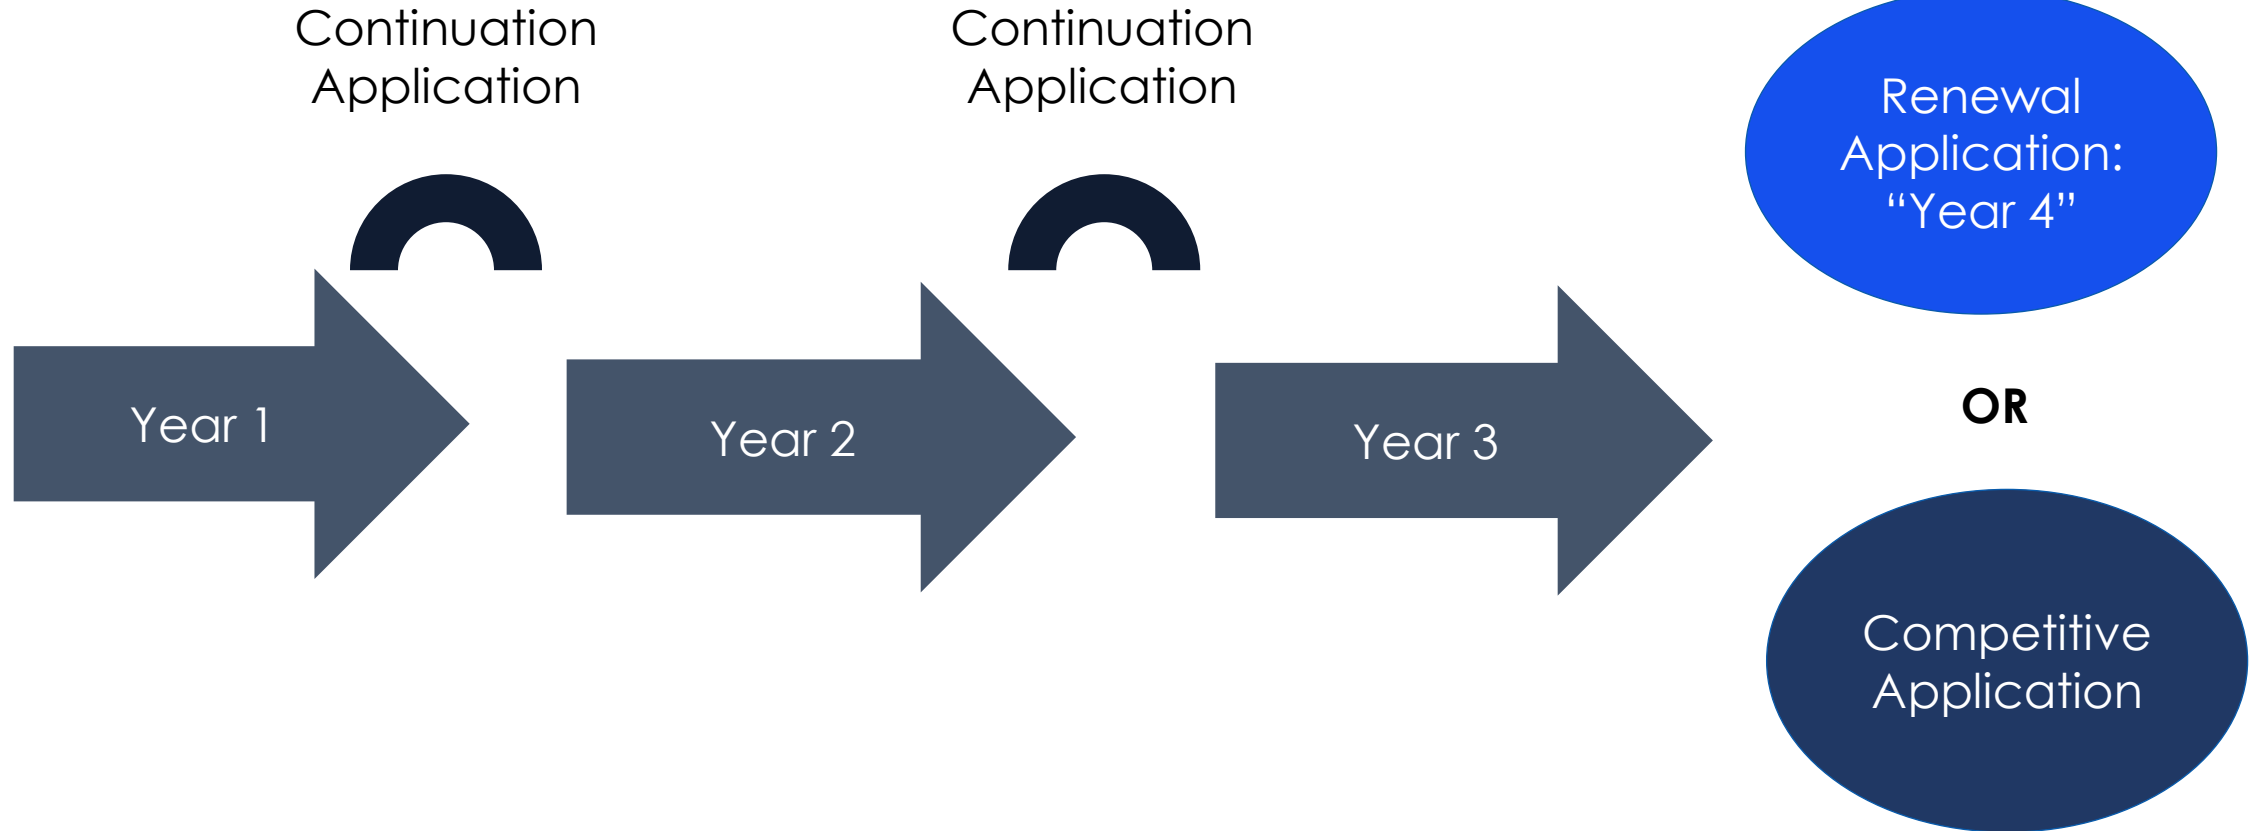 Continuation
Application
Continuation
Application
Year 1
Year 2
Year 3
Renewal
Application:
“Year 4”
OR
Competitive
Application